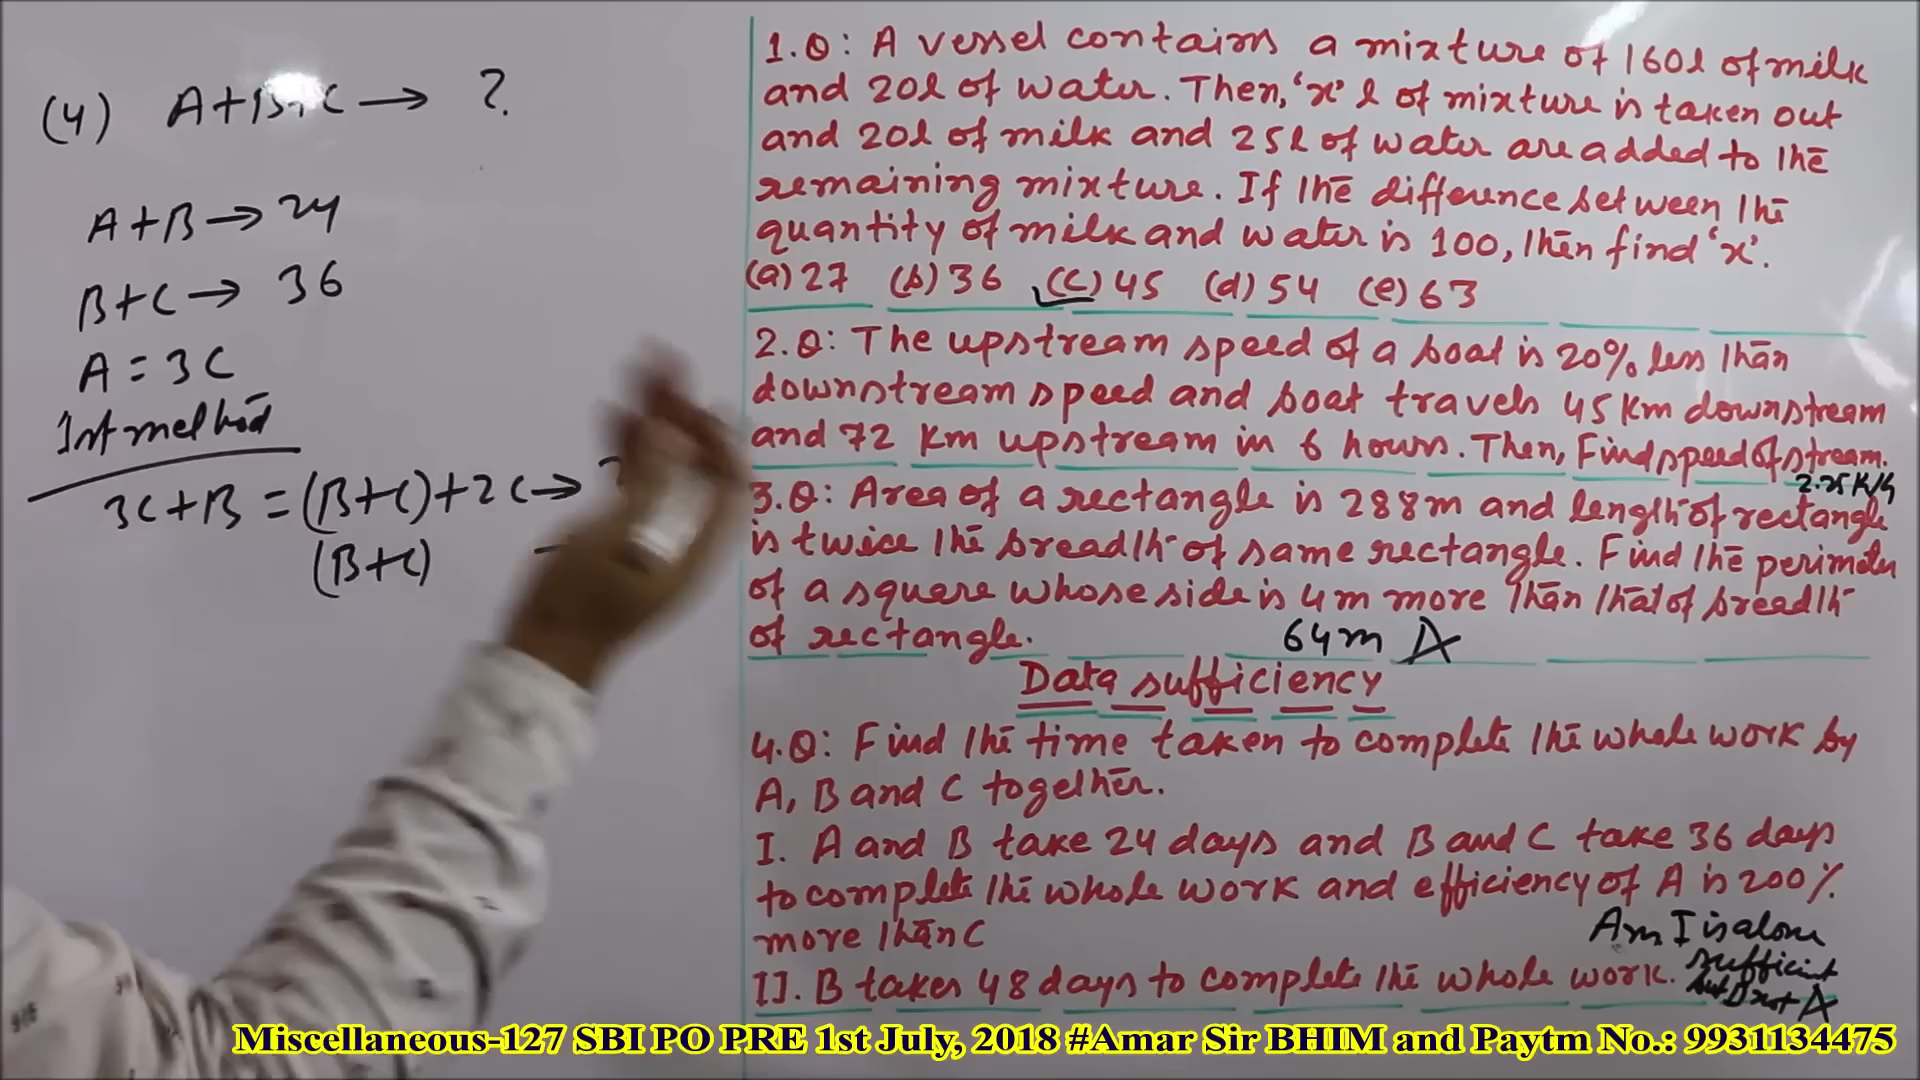 (4) A+B+C → ?
A+B → 24
B+C → 36
A = 3C
1st method
3C+B = (B+C)+2C →
(B+C)
1.Q: A vessel contains a mixture of 160l of milk
and 20l of water. Then, 'x' l of mixture is taken out
and 20l of milk and 25l of water are added to the
remaining mixture. If the difference between the
quantity of milk and water is 100, then find 'x'.
(a) 27 (b) 36 (c) 45 (d) 54 (e) 63
2.Q: The upstream speed of a boat is 20% less than
downstream speed and boat travels 45 Km downstream
and 72 Km upstream in 6 hours. Then, Find speed of stream.
2.25 K/h
3.Q: Area of a rectangle is 288m and length of rectangle
is twice the breadth of same rectangle. Find the perimeter
of a square whose side is 4m more than that of breadth
of rectangle. 64m A
Data sufficiency
4.Q: Find the time taken to complete the whole work by
A, B and C together.
I. A and B take 24 days and B and C take 36 days
to complete the whole work and efficiency of A is 200%
more than C
Ans I is alone
sufficient
but II not A
II. B takes 48 days to complete the whole work.
Miscellaneous-127 SBI PO PRE 1st July, 2018 #Amar Sir BHIM and Paytm No.: 9931134475